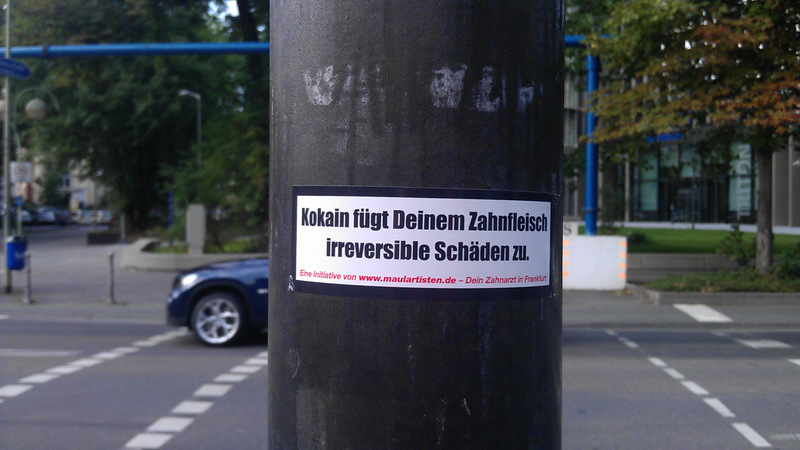 Kokain fügt Deinem Zahnfleisch
irreversible Schäden zu.
Eine Initiative von www.maulartisten.de – Dein Zahnarzt in Frankfurt.